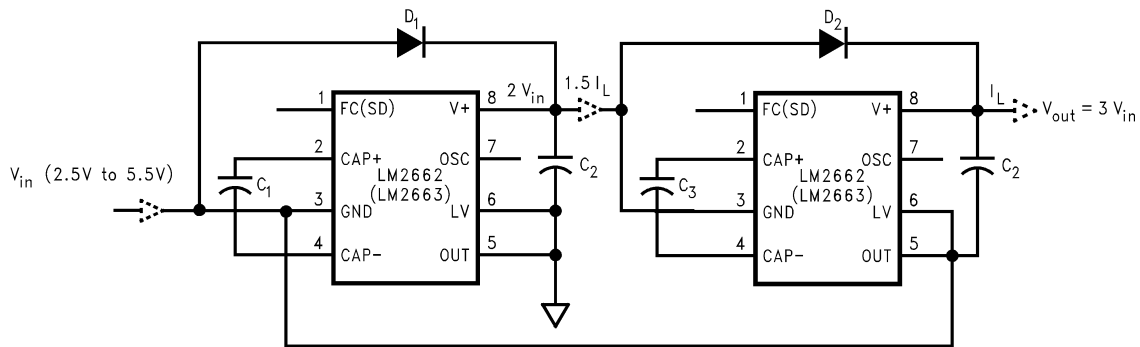 D1
D2
2 Vin
1.5 IL
IL
Vout = 3 Vin
Vin (2.5V to 5.5V)
1
FC(SD)
V+
8
2
CAP+
OSC
7
LM2662
(LM2663)
3
GND
LV
6
4
CAP-
OUT
5
C1
C2
1
FC(SD)
V+
8
2
CAP+
OSC
7
LM2662
(LM2663)
3
GND
LV
6
4
CAP-
OUT
5
C3
C2